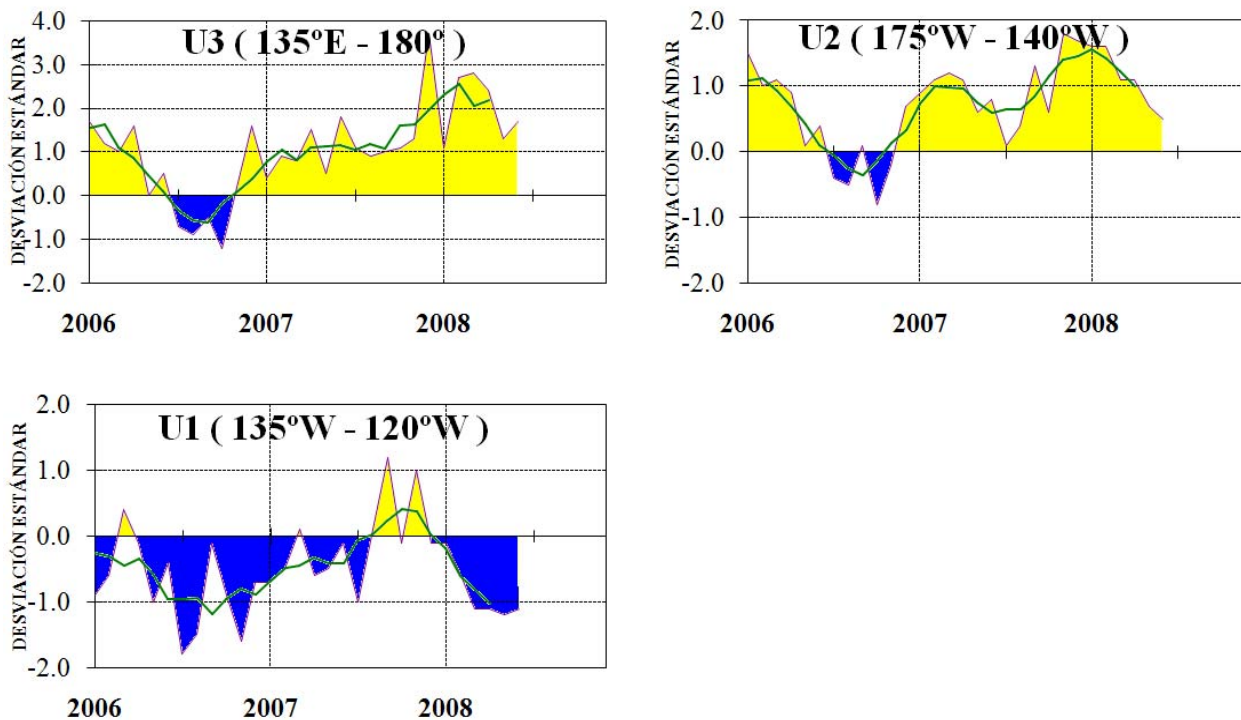 U3 ( 135ºE - 180º )
DESVIACIÓN ESTÁNDAR
4.0
3.0
2.0
1.0
0.0
-1.0
-2.0
2006 2007 2008
U2 ( 175ºW - 140ºW )
DESVIACIÓN ESTÁNDAR
2.0
1.0
0.0
-1.0
-2.0
2006 2007 2008
U1 ( 135ºW - 120ºW )
DESVIACIÓN ESTÁNDAR
2.0
1.0
0.0
-1.0
-2.0
2006 2007 2008